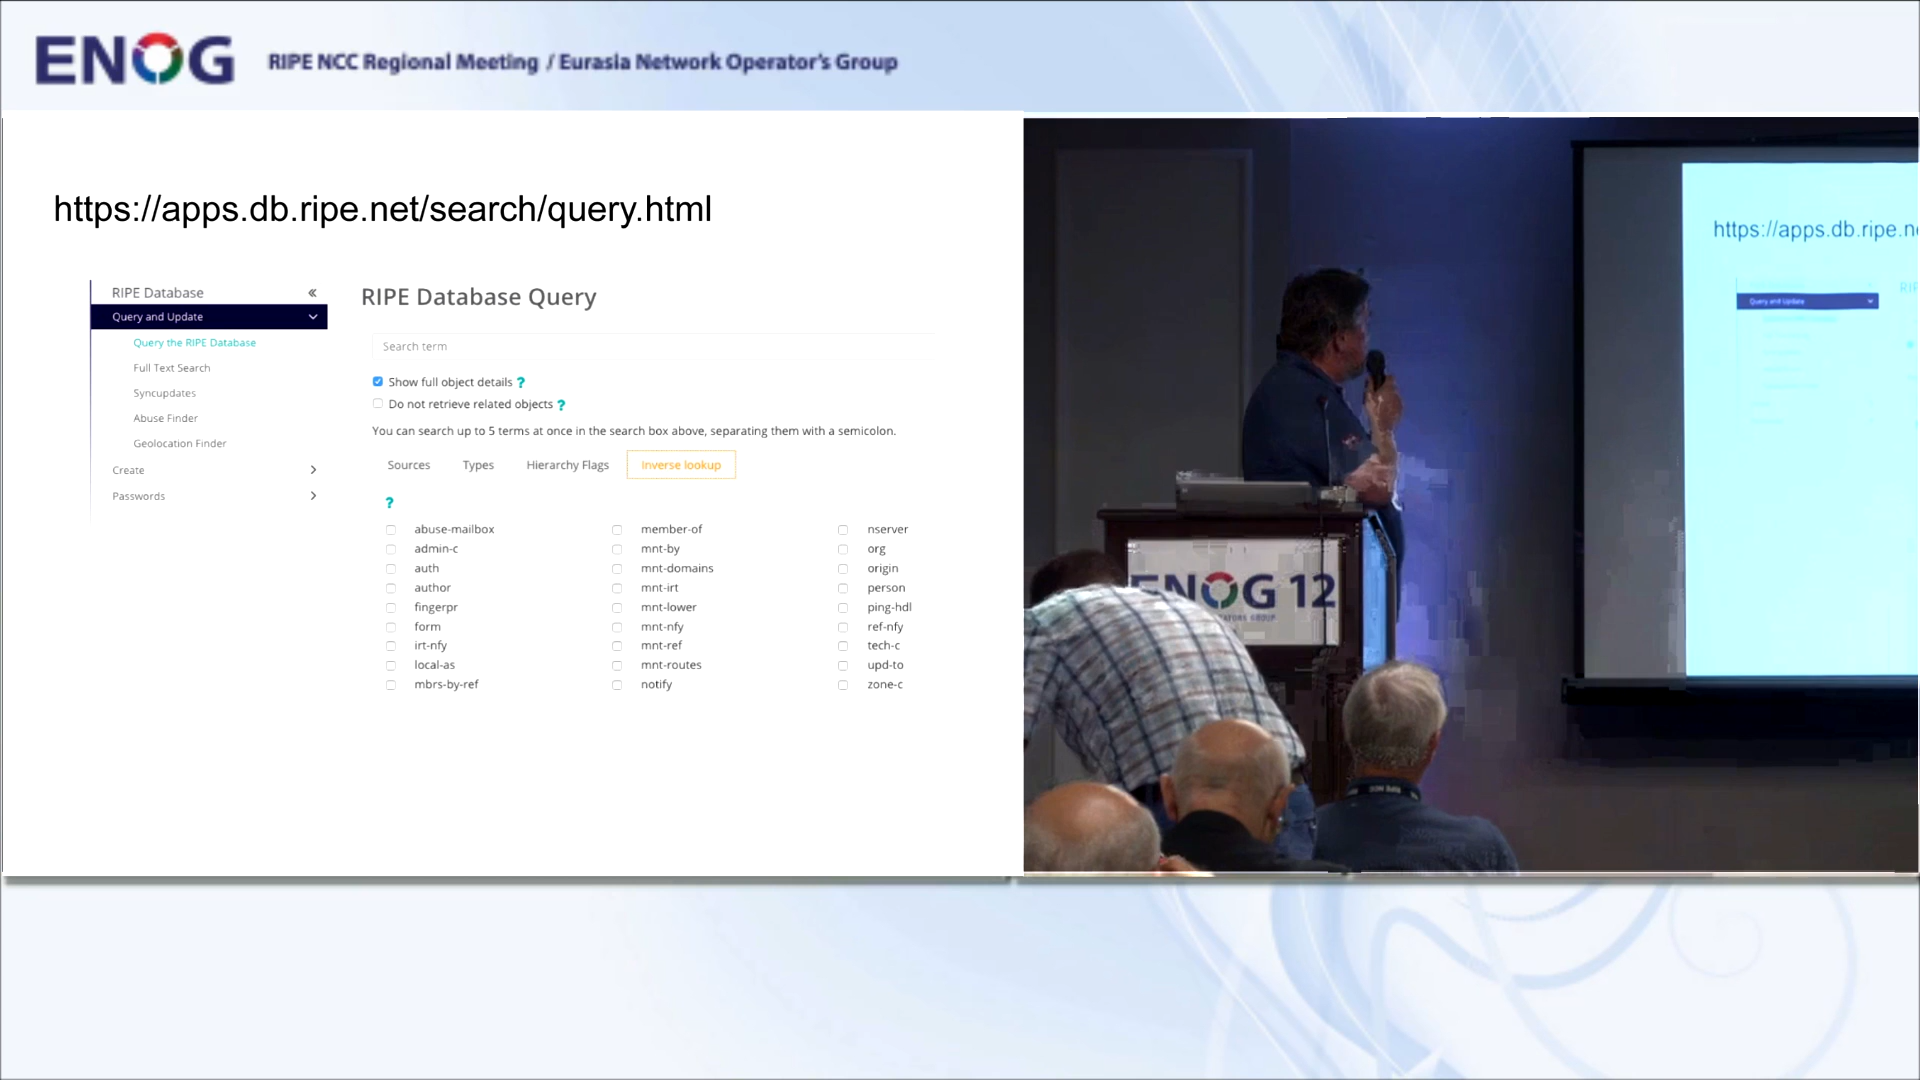 ENOG
RIPE NCC Regional Meeting / Eurasia Network Operator's Group
https://apps.db.ripe.net/search/query.html
RIPE Database
Query and Update
Query the RIPE Database
Full Text Search
Syncupdates
Abuse Finder
Geolocation Finder
Create
Passwords
RIPE Database Query
Search term
Show full object details ?
Do not retrieve related objects ?
You can search up to 5 terms at once in the search box above, separating them with a semicolon.
Sources Types Hierarchy Flags Inverse lookup
?
abuse-mailbox member-of nserver
admin-c mnt-by org
auth mnt-domains origin
author mnt-irt person
fingerpr mnt-lower ping-hdl
form mnt-nfy ref-nfy
irt-nfy mnt-ref tech-c
local-as mnt-routes upd-to
mbrs-by-ref notify zone-c
https://apps.db.ripe.n
Query and Update
ENOG 12
RIPE NCC